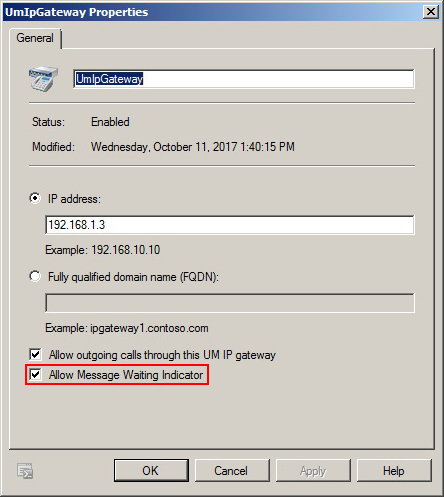 UmIpGateway Properties
General
UmIpGateway
Status: Enabled
Modified: Wednesday, October 11, 2017 1:40:15 PM
IP address:
192.168.1.3
Example: 192.168.10.10
Fully qualified domain name (FQDN):
Example: ipgateway1.contoso.com
Allow outgoing calls through this UM IP gateway
Allow Message Waiting Indicator
OK Cancel Apply Help